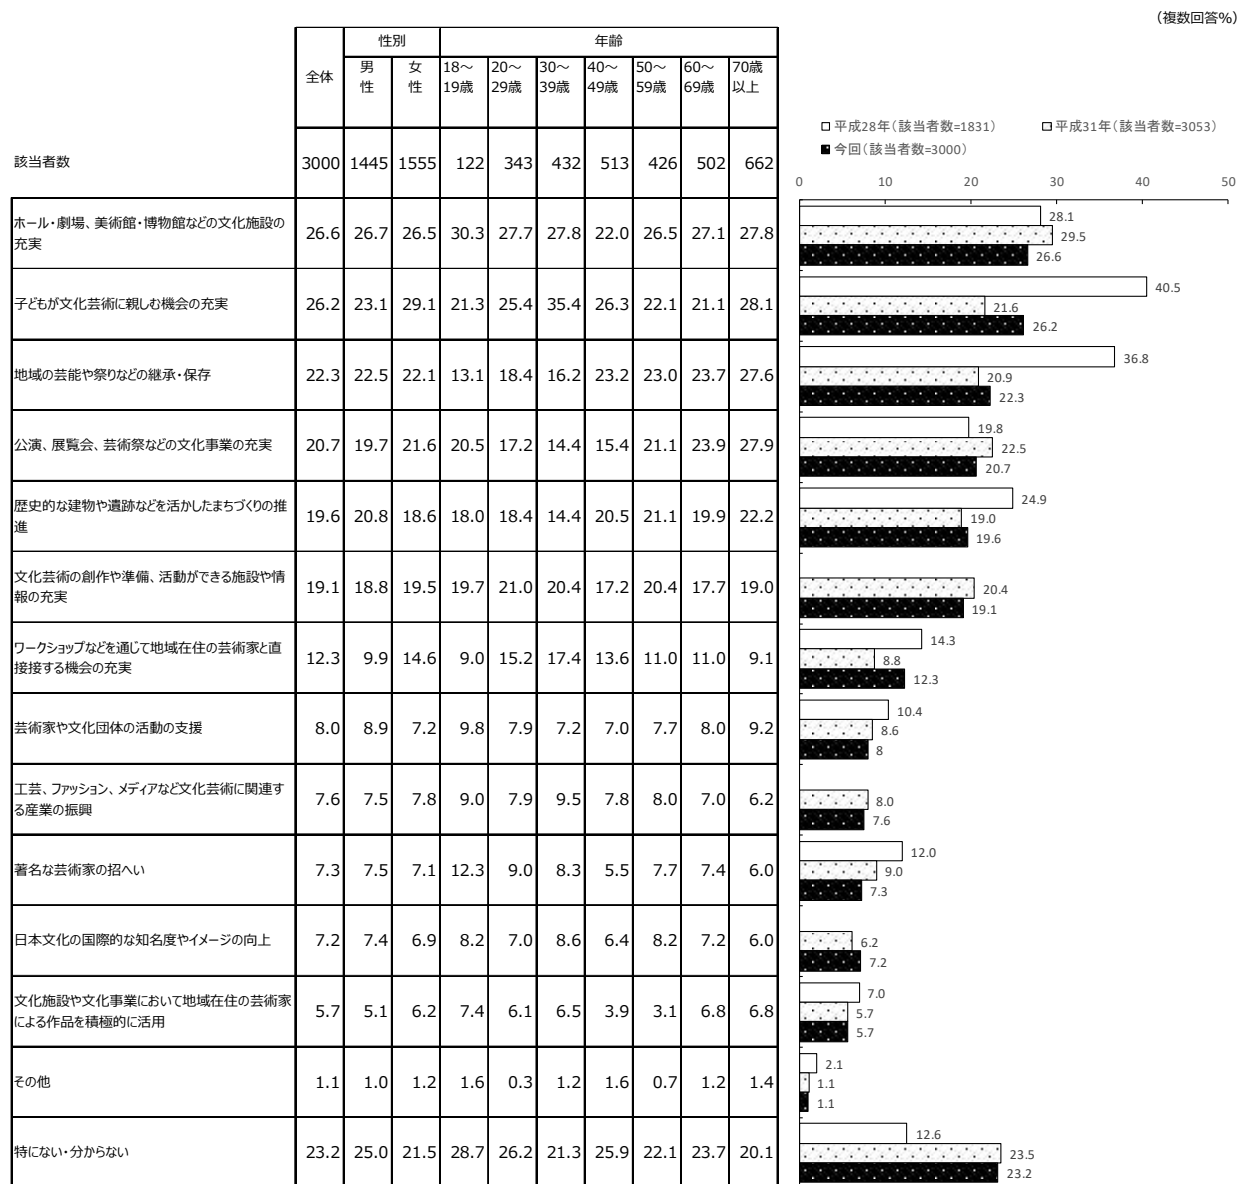 (複数回答%)
性別 年齢
全体 男性 女性 18～19歳 20～29歳 30～39歳 40～49歳 50～59歳 60～69歳 70歳以上
□平成28年(該当者数=1831) □平成31年(該当者数=3053)
■今回(該当者数=3000)
該当者数 3000 1445 1555 122 343 432 513 426 502 662
0 10 20 30 40 50
ホール・劇場、美術館・博物館などの文化施設の
充実
26.6 26.7 26.5 30.3 27.7 27.8 22.0 26.5 27.1 27.8
28.1
29.5
26.6
子どもが文化芸術に親しむ機会の充実
26.2 23.1 29.1 21.3 25.4 35.4 26.3 22.1 21.1 28.1
40.5
21.6
26.2
地域の芸能や祭りなどの継承・保存
22.3 22.5 22.1 13.1 18.4 16.2 23.2 23.0 23.7 27.6
36.8
20.9
22.3
公演、展覧会、芸術祭などの文化事業の充実
20.7 19.7 21.6 20.5 17.2 14.4 15.4 21.1 23.9 27.9
19.8
22.5
20.7
歴史的な建物や遺跡などを活かしたまちづくりの推
進
19.6 20.8 18.6 18.0 18.4 14.4 20.5 21.1 19.9 22.2
24.9
19.0
19.6
文化芸術の創作や準備、活動ができる施設や情
報の充実
19.1 18.8 19.5 19.7 21.0 20.4 17.2 20.4 17.7 19.0
20.4
19.1
ワークショップなどを通じて地域在住の芸術家と直
接接する機会の充実
12.3 9.9 14.6 9.0 15.2 17.4 13.6 11.0 11.0 9.1
14.3
8.8
12.3
芸術家や文化団体の活動の支援
8.0 8.9 7.2 9.8 7.9 7.2 7.0 7.7 8.0 9.2
10.4
8.6
8
工芸、ファッション、メディアなど文化芸術に関連す
る産業の振興
7.6 7.5 7.8 9.0 7.9 9.5 7.8 8.0 7.0 6.2
8.0
7.6
著名な芸術家の招へい
7.3 7.5 7.1 12.3 9.0 8.3 5.5 7.7 7.4 6.0
12.0
9.0
7.3
日本文化の国際的な知名度やイメージの向上
7.2 7.4 6.9 8.2 7.0 8.6 6.4 8.2 7.2 6.0
6.2
7.2
文化施設や文化事業において地域在住の芸術家
による作品を積極的に活用
5.7 5.1 6.2 7.4 6.1 6.5 3.9 3.1 6.8 6.8
7.0
5.7
5.7
その他
1.1 1.0 1.2 1.6 0.3 1.2 1.6 0.7 1.2 1.4
2.1
1.1
1.1
特にない・分からない
23.2 25.0 21.5 28.7 26.2 21.3 25.9 22.1 23.7 20.1
12.6
23.5
23.2